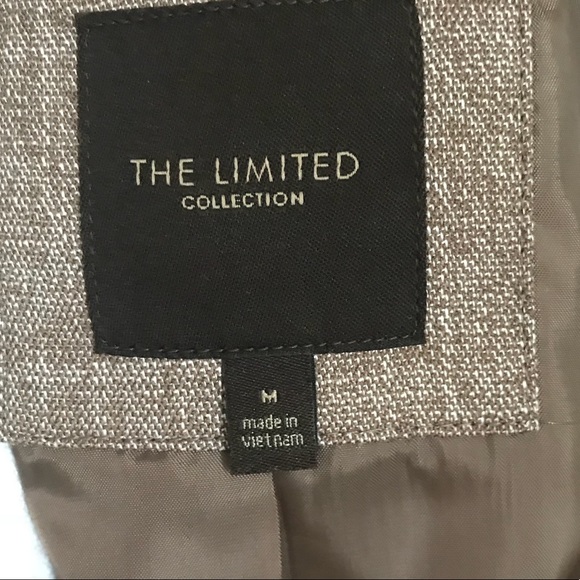 THE LIMITED
COLLECTION
M
made in
vietnam